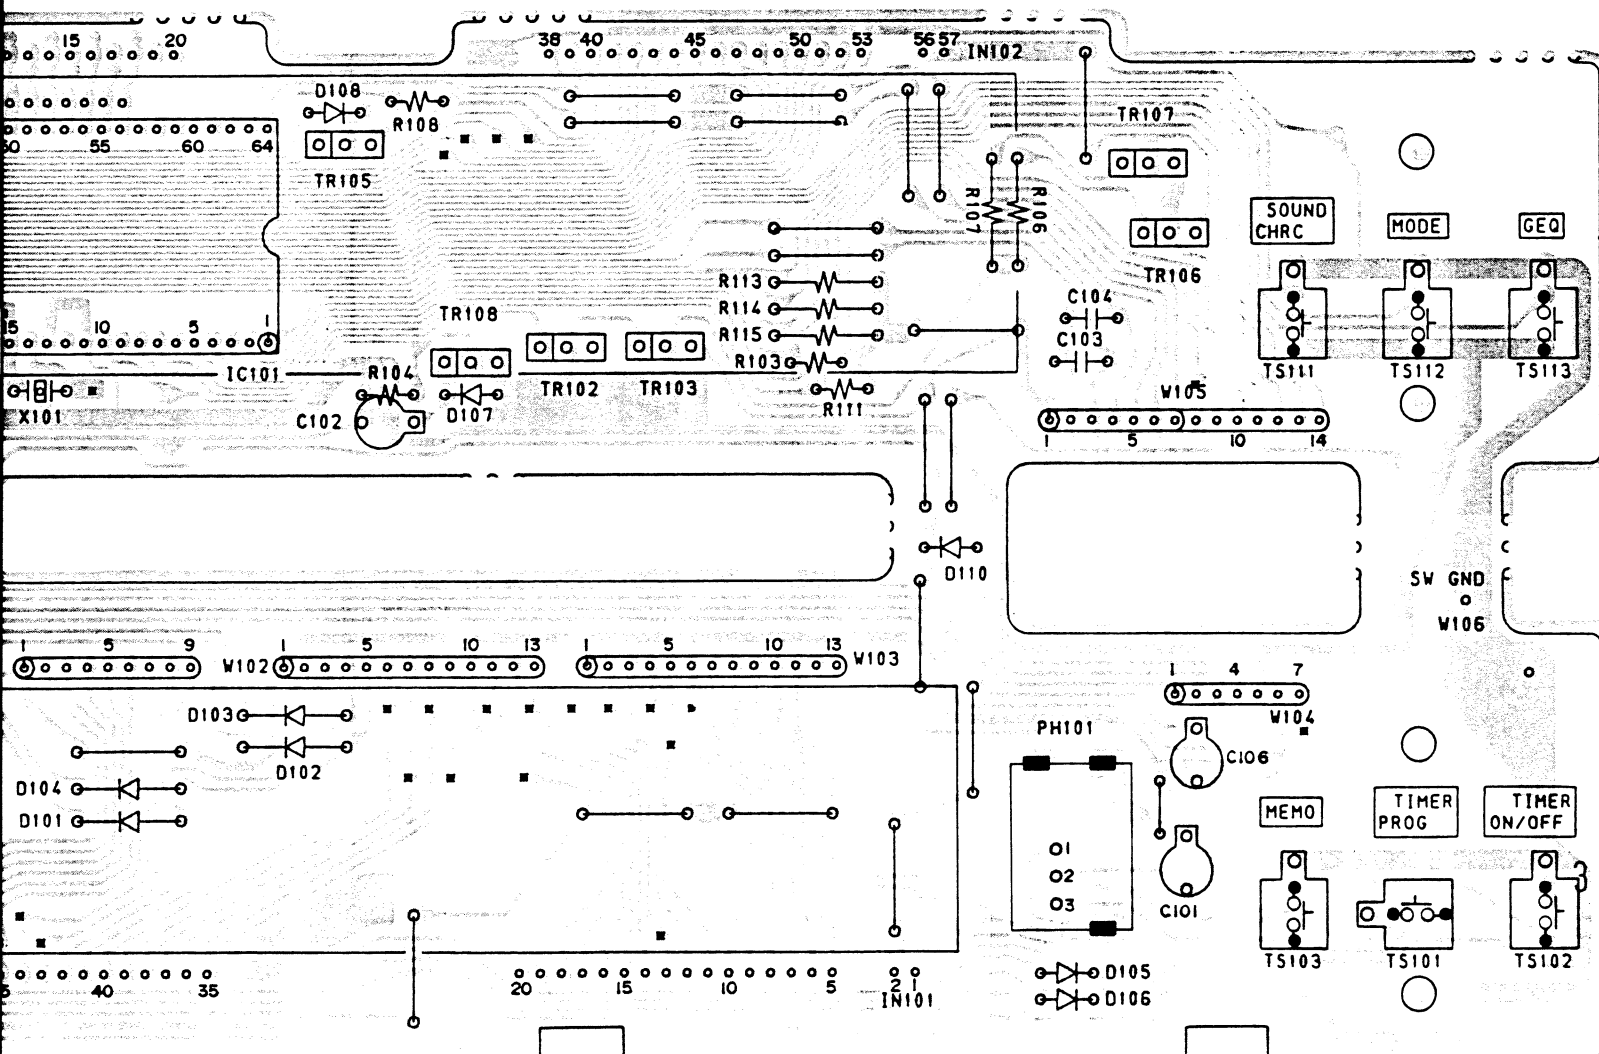 15 20 38 40 45 50 53 56 57 IN102
D108
R108
TR107
50 55 60 64
TR105
R107 R106
SOUND
CHRC
MODE
GEQ
TR106
R113
C104
R114
TR108
15 10 5 1
R115
C103
R103
IC101 R104
TS111 TS112 TS113
TR102 TR103
W105
X101
C102
D107
R111
1 5 10 14
D110
SW GND
W106
1 5 9 1 5 10 13 1 5 10 13
W102
W103
1 4 7
D103
W104
PH101
C106
D102
D104
D101
MEMO
TIMER
PROG
TIMER
ON/OFF
1
2
3
C101
TS103 TS101 TS102
D105
40 35 20 15 10 5 2 1
IN101
D106